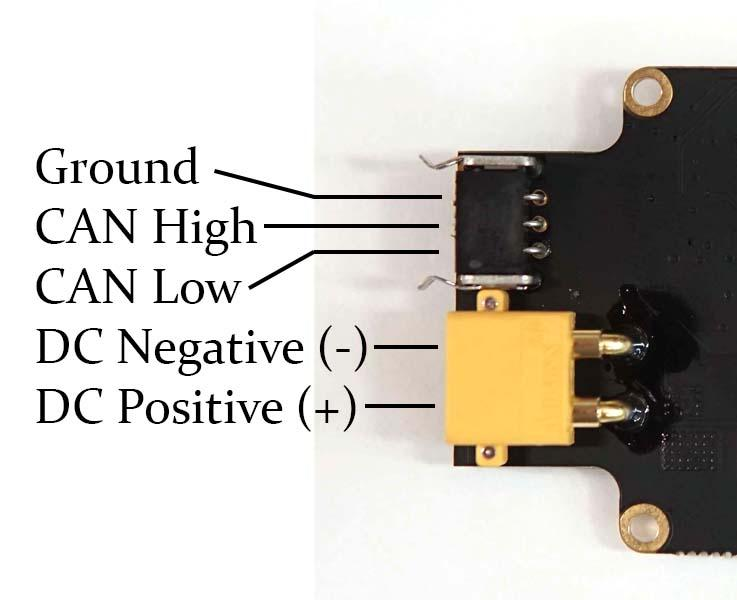 Ground
CAN High
CAN Low
DC Negative (-)
DC Positive (+)